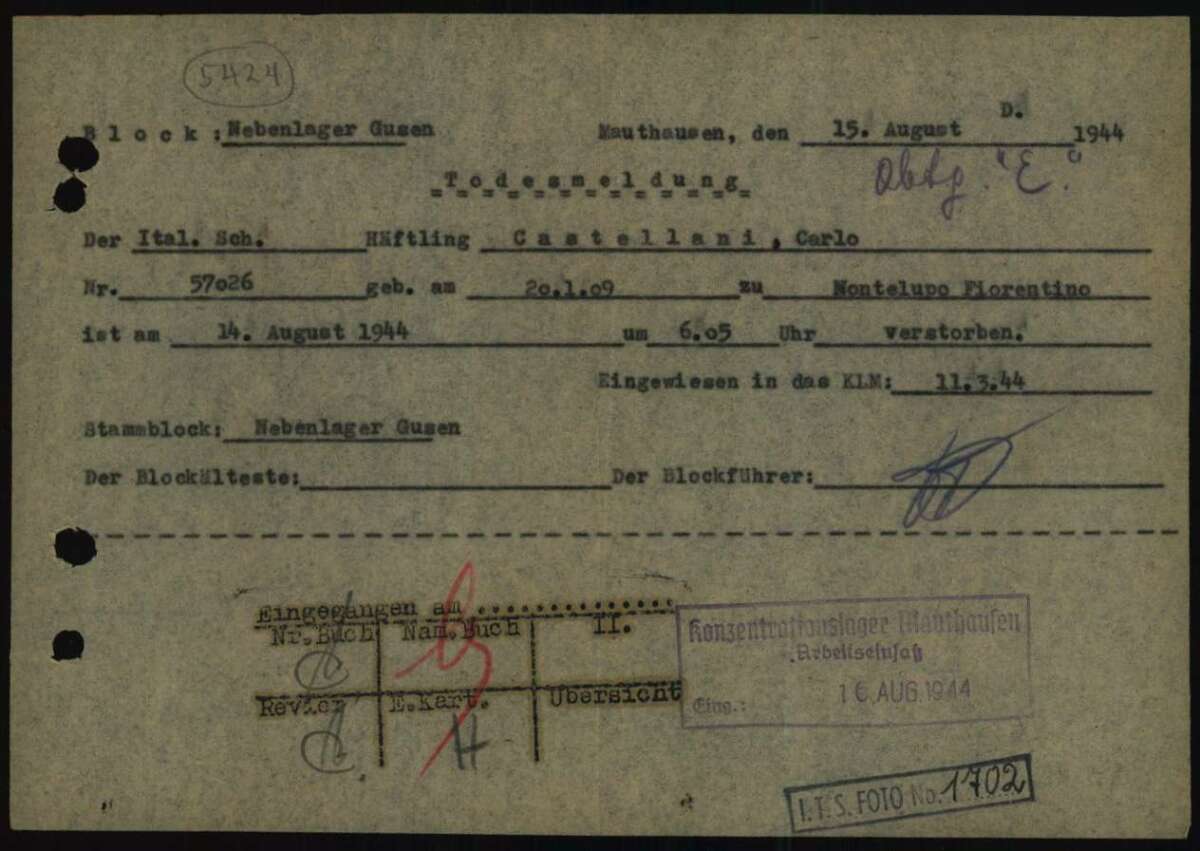 5424
Block: Nebenlager Gusen Mauthausen, den 15. August D. 1944
Todesmeldung
Abtg. "E."
Der Ital. Sch. Häftling Castellani, Carlo
Nr. 57026 geb. am 20.1.09 zu Montelupo Fiorentino
ist am 14. August 1944 um 6.05 Uhr verstorben.
Eingewiesen in das KLM: 11.3.44
Stammblock: Nebenlager Gusen
Der Blockälteste: Der Blockführer:
Eingegangen am .............
Nr.Buch Nam.Buch II.
Revier E.Kart. Übersicht
H
Konzentrationslager Mauthausen
Arbeitseinsatz
16. AUG. 1944
Eing.:
I.T.S. FOTO No. 1702